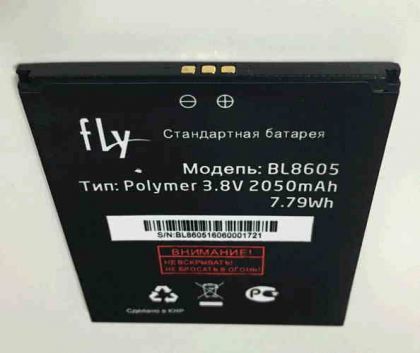 fly
Стандартная батарея
Модель: BL8605
Тип: Polymer 3.8V 2050mAh
7.79Wh
S/N:BL860516060001721
ВНИМАНИЕ!
НЕ ВСКРЫВАТЬ!
НЕ БРОСАТЬ В ОГОНЬ!
Сделано в КНР